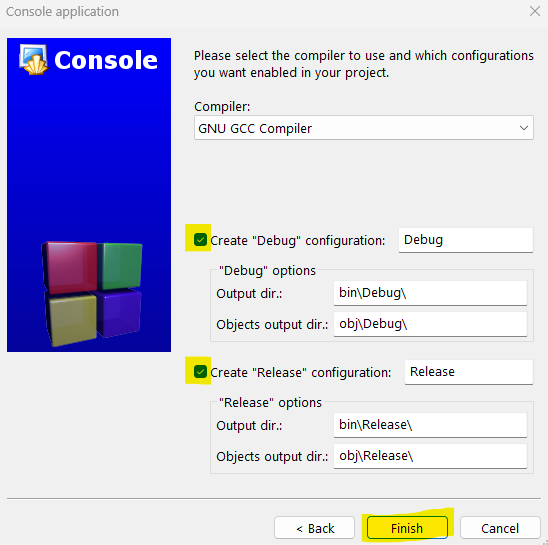 Console application
Console
Please select the compiler to use and which configurations
you want enabled in your project.
Compiler:
GNU GCC Compiler
Create "Debug" configuration: Debug
"Debug" options
Output dir.: bin\Debug\
Objects output dir.: obj\Debug\
Create "Release" configuration: Release
"Release" options
Output dir.: bin\Release\
Objects output dir.: obj\Release\
< Back Finish Cancel